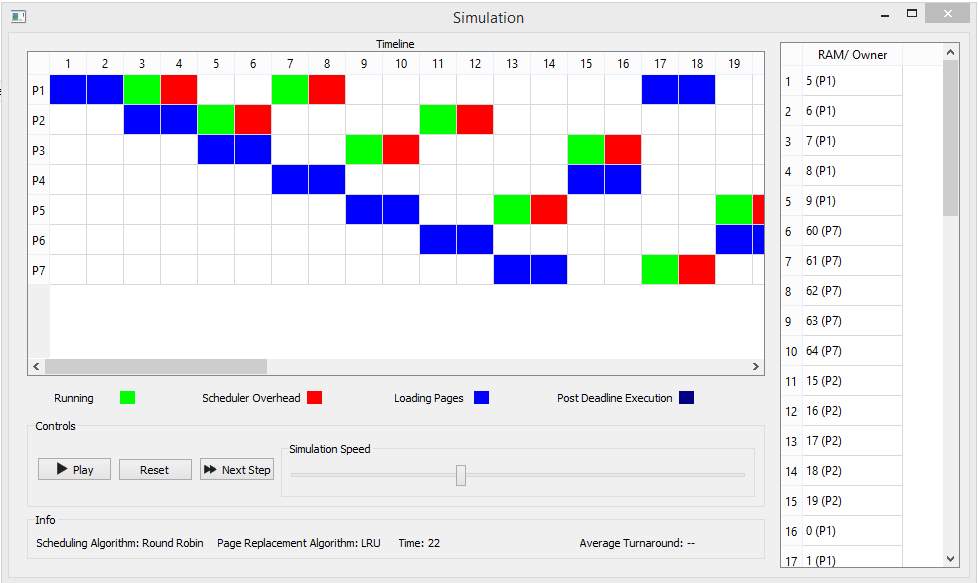 Simulation
Timeline
1 2 3 4 5 6 7 8 9 10 11 12 13 14 15 16 17 18 19
P1
P2
P3
P4
P5
P6
P7
Running Scheduler Overhead Loading Pages Post Deadline Execution
Controls
Play Reset Next Step
Simulation Speed
Info
Scheduling Algorithm: Round Robin Page Replacement Algorithm: LRU Time: 22 Average Turnaround: --
RAM/ Owner
1 5 (P1)
2 6 (P1)
3 7 (P1)
4 8 (P1)
5 9 (P1)
6 60 (P7)
7 61 (P7)
8 62 (P7)
9 63 (P7)
10 64 (P7)
11 15 (P2)
12 16 (P2)
13 17 (P2)
14 18 (P2)
15 19 (P2)
16 0 (P1)
17 1 (P1)